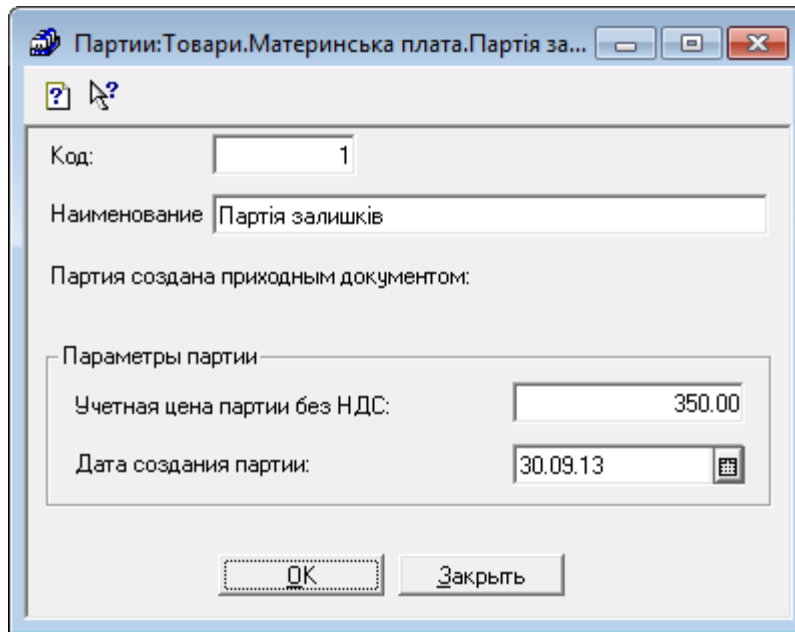 Партии:Товари.Материнська плата.Партія за...
Код: 1
Наименование Партія залишків
Партия создана приходным документом:
Параметры партии
Учетная цена партии без НДС: 350.00
Дата создания партии: 30.09.13
OK Закрыть